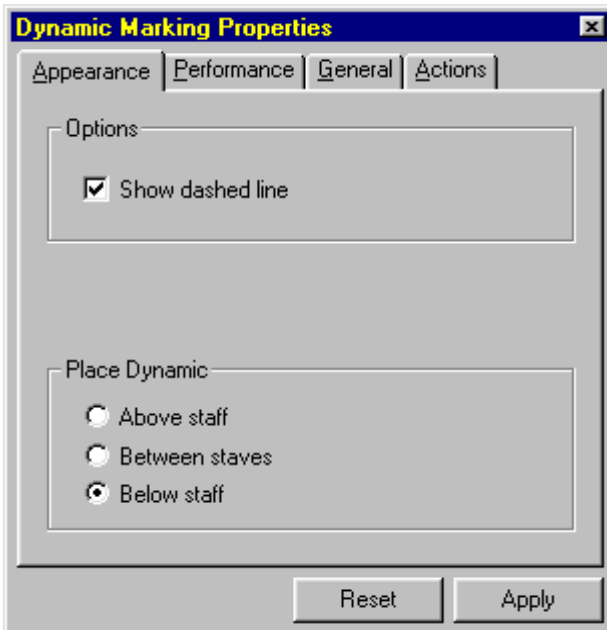 Dynamic Marking Properties
Appearance Performance General Actions
Options
Show dashed line
Place Dynamic
Above staff
Between staves
Below staff
Reset Apply